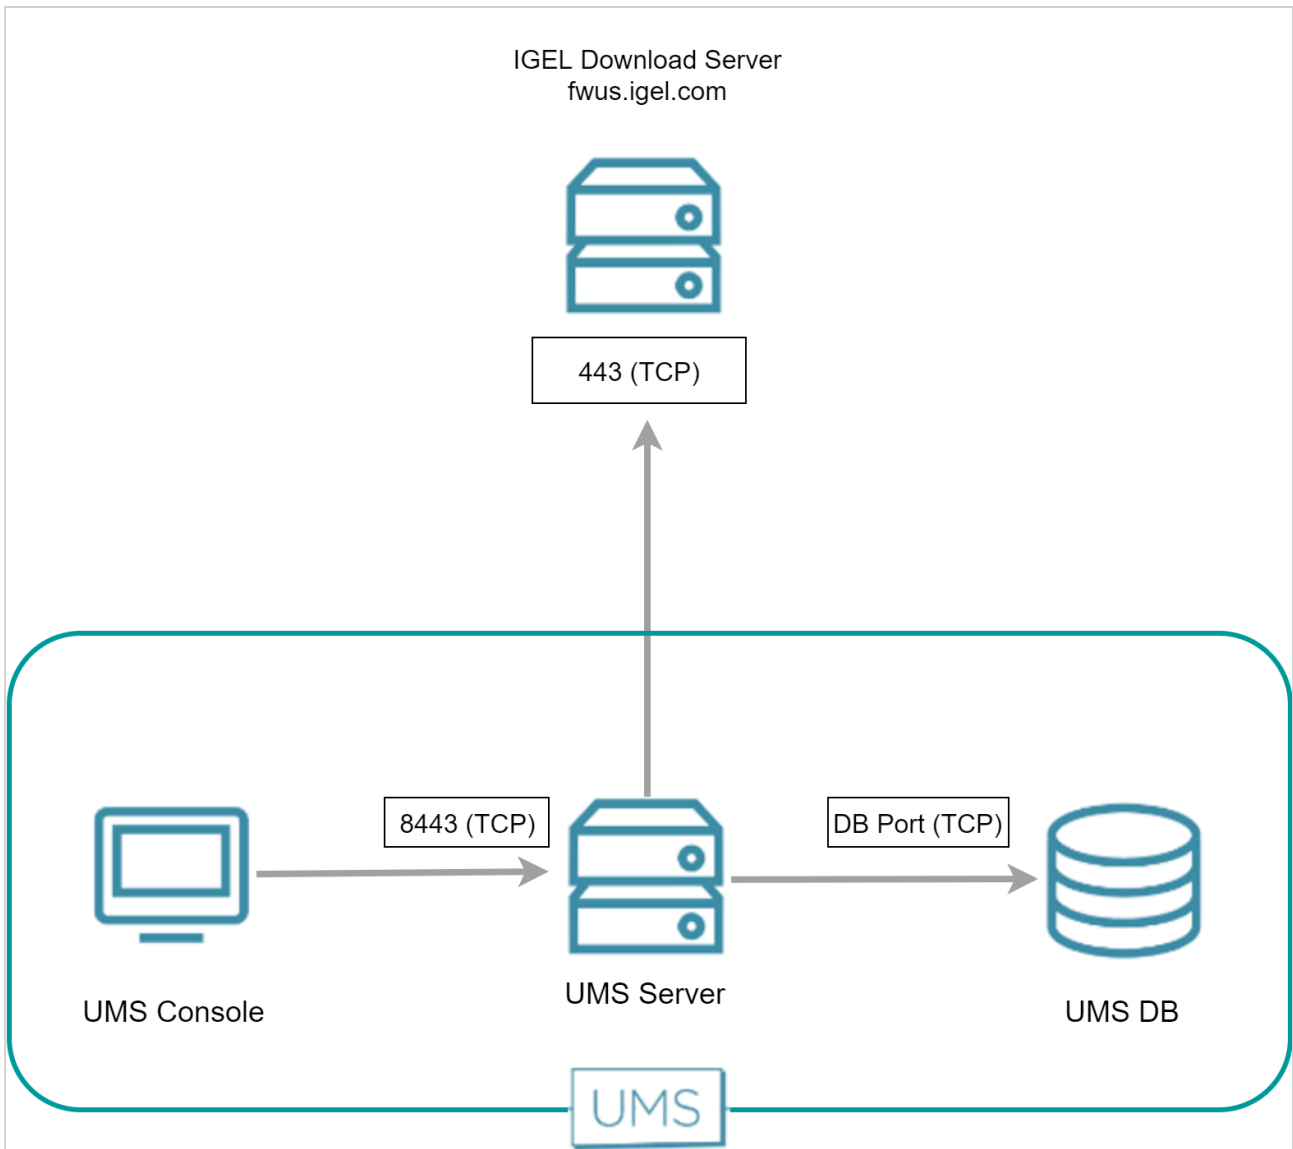 IGEL Download Server
fwus.igel.com
443 (TCP)
8443 (TCP)
DB Port (TCP)
UMS Console
UMS Server
UMS DB
UMS